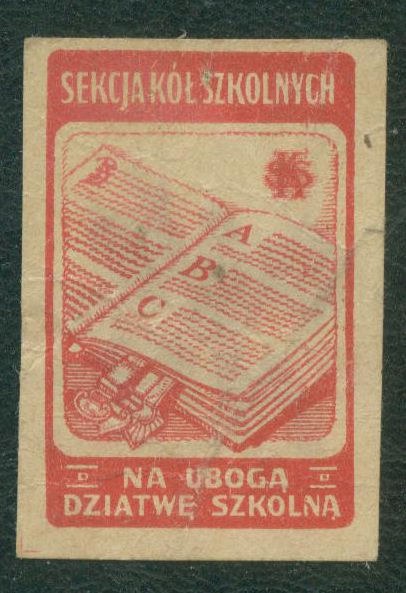 SEKCJA KÓŁ SZKOLNYCH
B
A
B
C
NA UBOGĄ
DZIATWĘ SZKOLNĄ